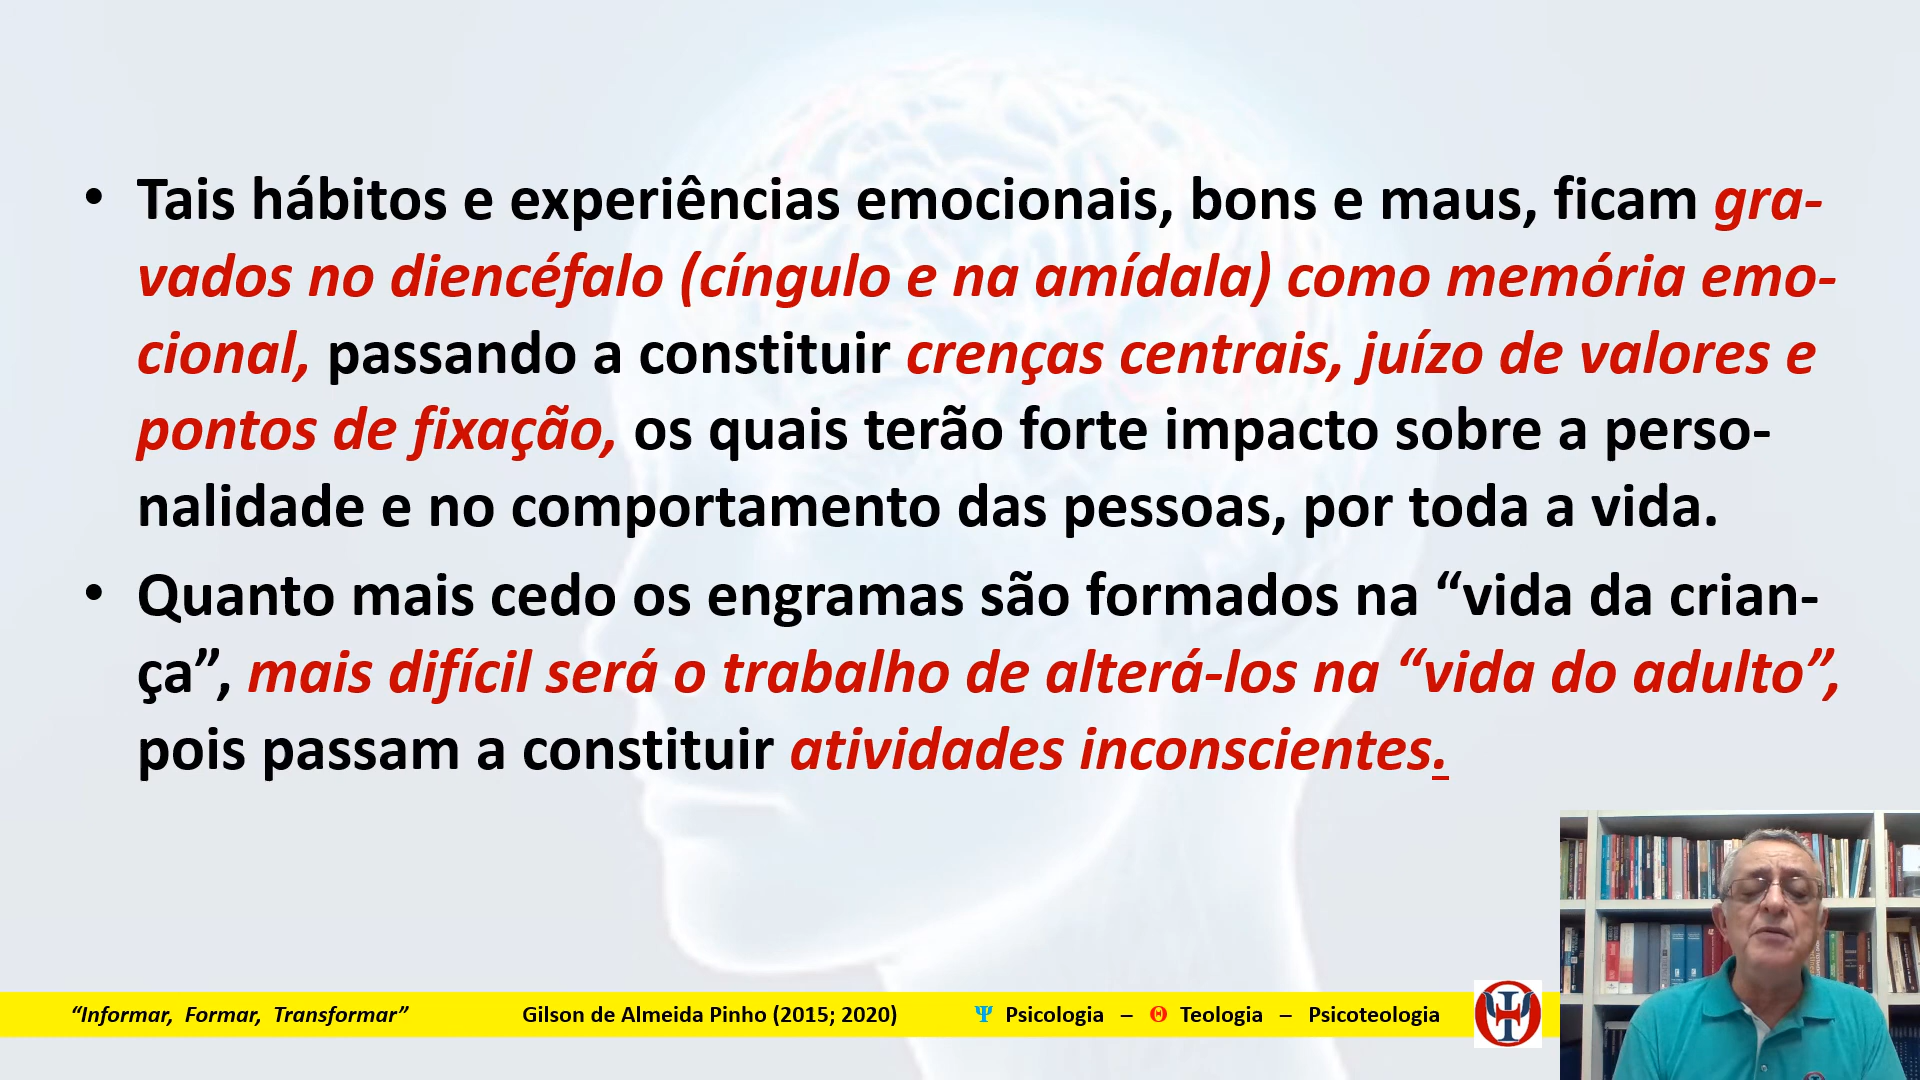 • Tais hábitos e experiências emocionais, bons e maus, ficam gra-
vados no diencéfalo (cíngulo e na amídala) como memória emo-
cional, passando a constituir crenças centrais, juízo de valores e
pontos de fixação, os quais terão forte impacto sobre a perso-
nalidade e no comportamento das pessoas, por toda a vida.
• Quanto mais cedo os engramas são formados na “vida da crian-
ça”, mais difícil será o trabalho de alterá-los na “vida do adulto”,
pois passam a constituir atividades inconscientes.
“Informar, Formar, Transformar” Gilson de Almeida Pinho (2015; 2020) Ψ Psicologia – Θ Teologia – Psicoteologia